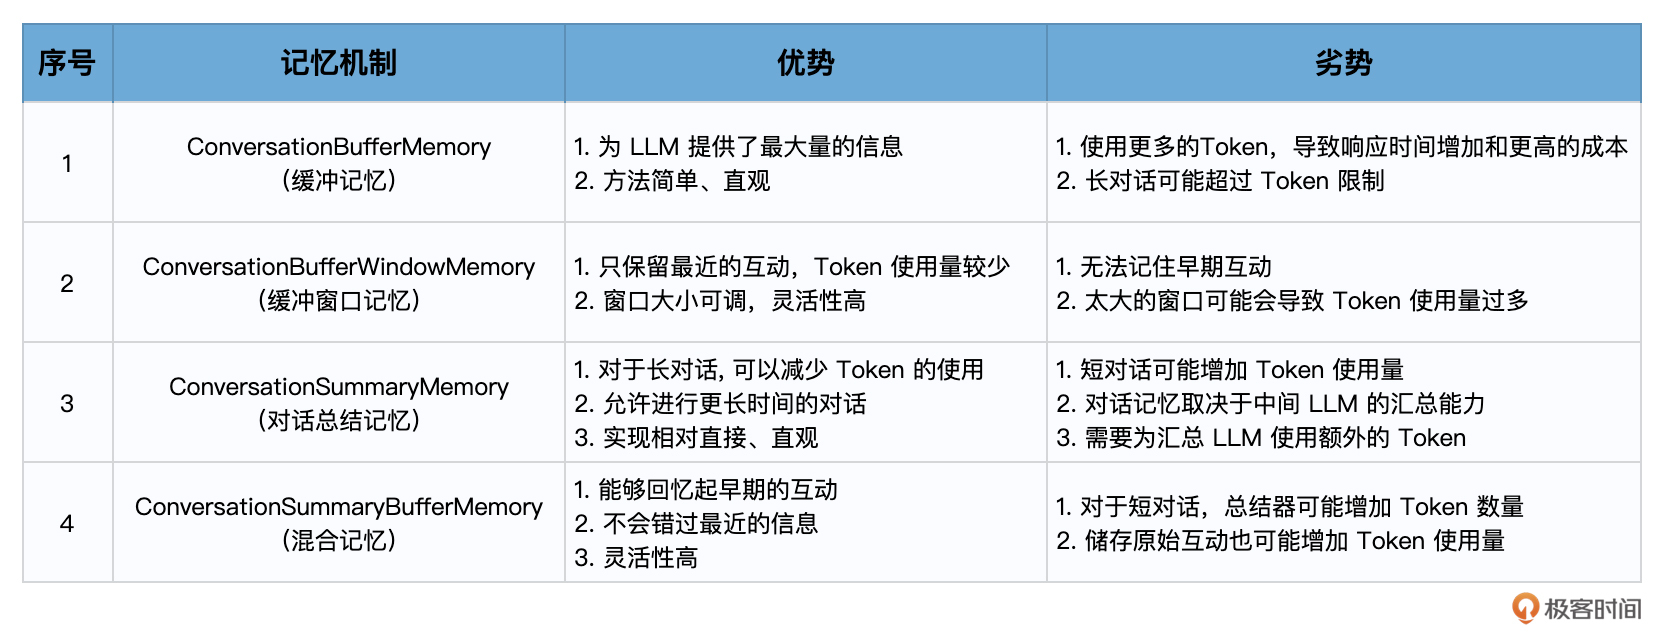 序号 记忆机制 优势 劣势
1
ConversationBufferMemory
（缓冲记忆）
1. 为 LLM 提供了最大量的信息
2. 方法简单、直观
1. 使用更多的Token，导致响应时间增加和更高的成本
2. 长对话可能超过 Token 限制
2
ConversationBufferWindowMemory
（缓冲窗口记忆）
1. 只保留最近的互动，Token 使用量较少
2. 窗口大小可调，灵活性高
1. 无法记住早期互动
2. 太大的窗口可能会导致 Token 使用量过多
3
ConversationSummaryMemory
（对话总结记忆）
1. 对于长对话, 可以减少 Token 的使用
2. 允许进行更长时间的对话
3. 实现相对直接、直观
1. 短对话可能增加 Token 使用量
2. 对话记忆取决于中间 LLM 的汇总能力
3. 需要为汇总 LLM 使用额外的 Token
4
ConversationSummaryBufferMemory
（混合记忆）
1. 能够回忆起早期的互动
2. 不会错过最近的信息
3. 灵活性高
1. 对于短对话，总结器可能增加 Token 数量
2. 储存原始互动也可能增加 Token 使用量
极客时间